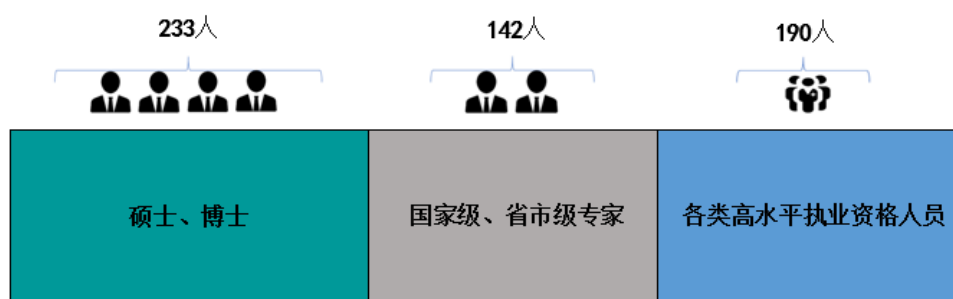 233人
142人
190人
硕士、博士
国家级、省市级专家
各类高水平执业资格人员